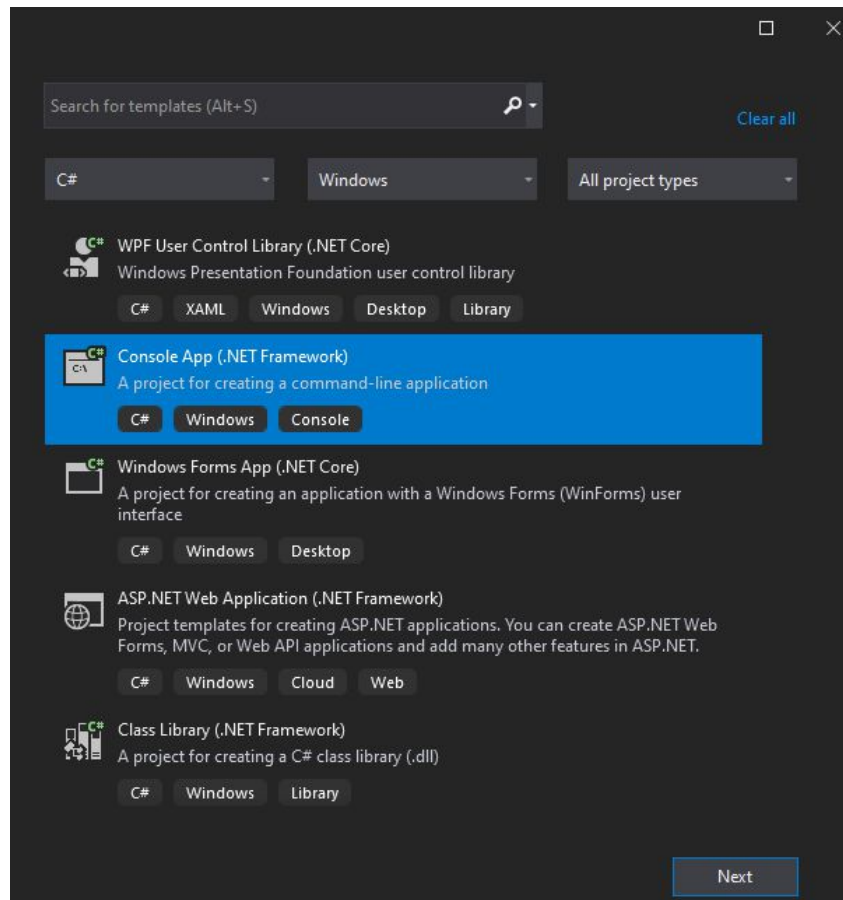 Search for templates (Alt+S)
Clear all
C#
Windows
All project types
C#
WPF User Control Library (.NET Core)
Windows Presentation Foundation user control library
C# XAML Windows Desktop Library
C#
C:\
Console App (.NET Framework)
A project for creating a command-line application
C# Windows Console
C#
Windows Forms App (.NET Core)
A project for creating an application with a Windows Forms (WinForms) user
interface
C# Windows Desktop
ASP.NET Web Application (.NET Framework)
Project templates for creating ASP.NET applications. You can create ASP.NET Web
Forms, MVC, or Web API applications and add many other features in ASP.NET.
C# Windows Cloud Web
C#
Class Library (.NET Framework)
A project for creating a C# class library (.dll)
C# Windows Library
Next